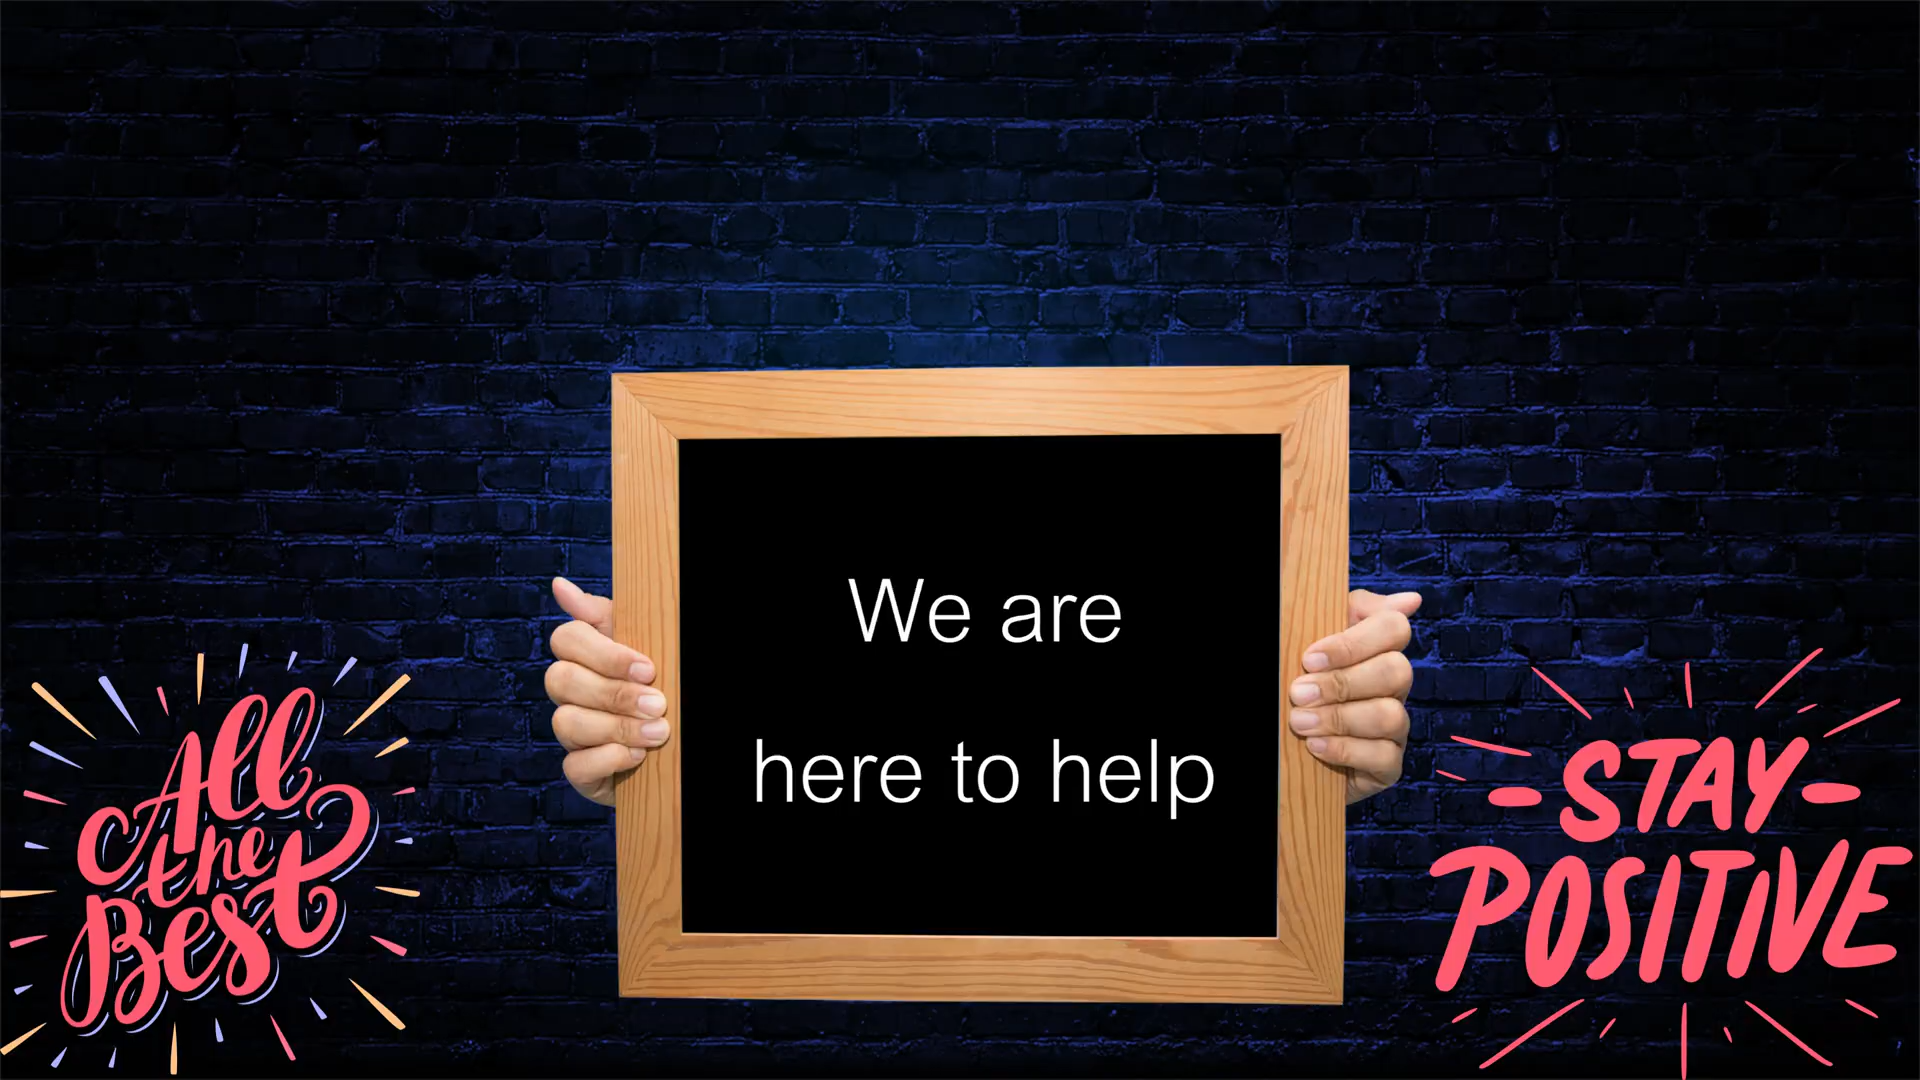 We are
here to help
All
the
Best
STAY
POSITIVE